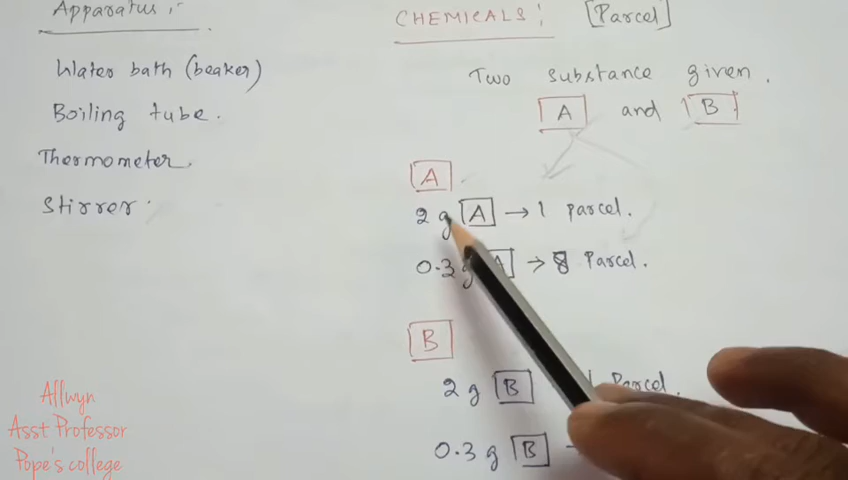 Apparatus :-
Water bath (beaker)
Boiling tube.
Thermometer.
Stirrer.
CHEMICALS: [Parcel]
Two substance given.
A and B
A
2 g A → 1 parcel.
0.3 g A → 8 Parcel.
B
2 g B Parcel.
0.3 g B
Allwyn
Asst Professor
Pope's college